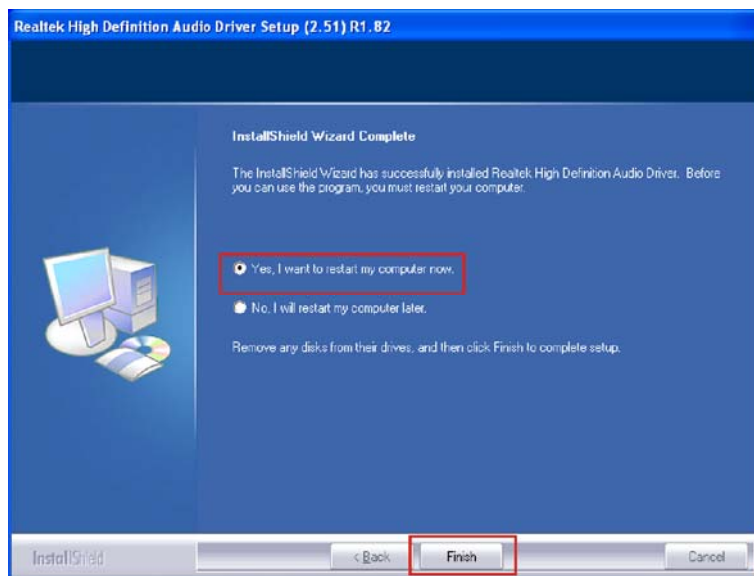 Realtek High Definition Audio Driver Setup (2.51) R1.82
InstallShield Wizard Complete
The InstallShield Wizard has successfully installed Realtek High Definition Audio Driver. Before
you can use the program, you must restart your computer.
Yes, I want to restart my computer now.
No, I will restart my computer later.
Remove any disks from their drives, and then click Finish to complete setup.
InstallShield
< Back
Finish
Cancel